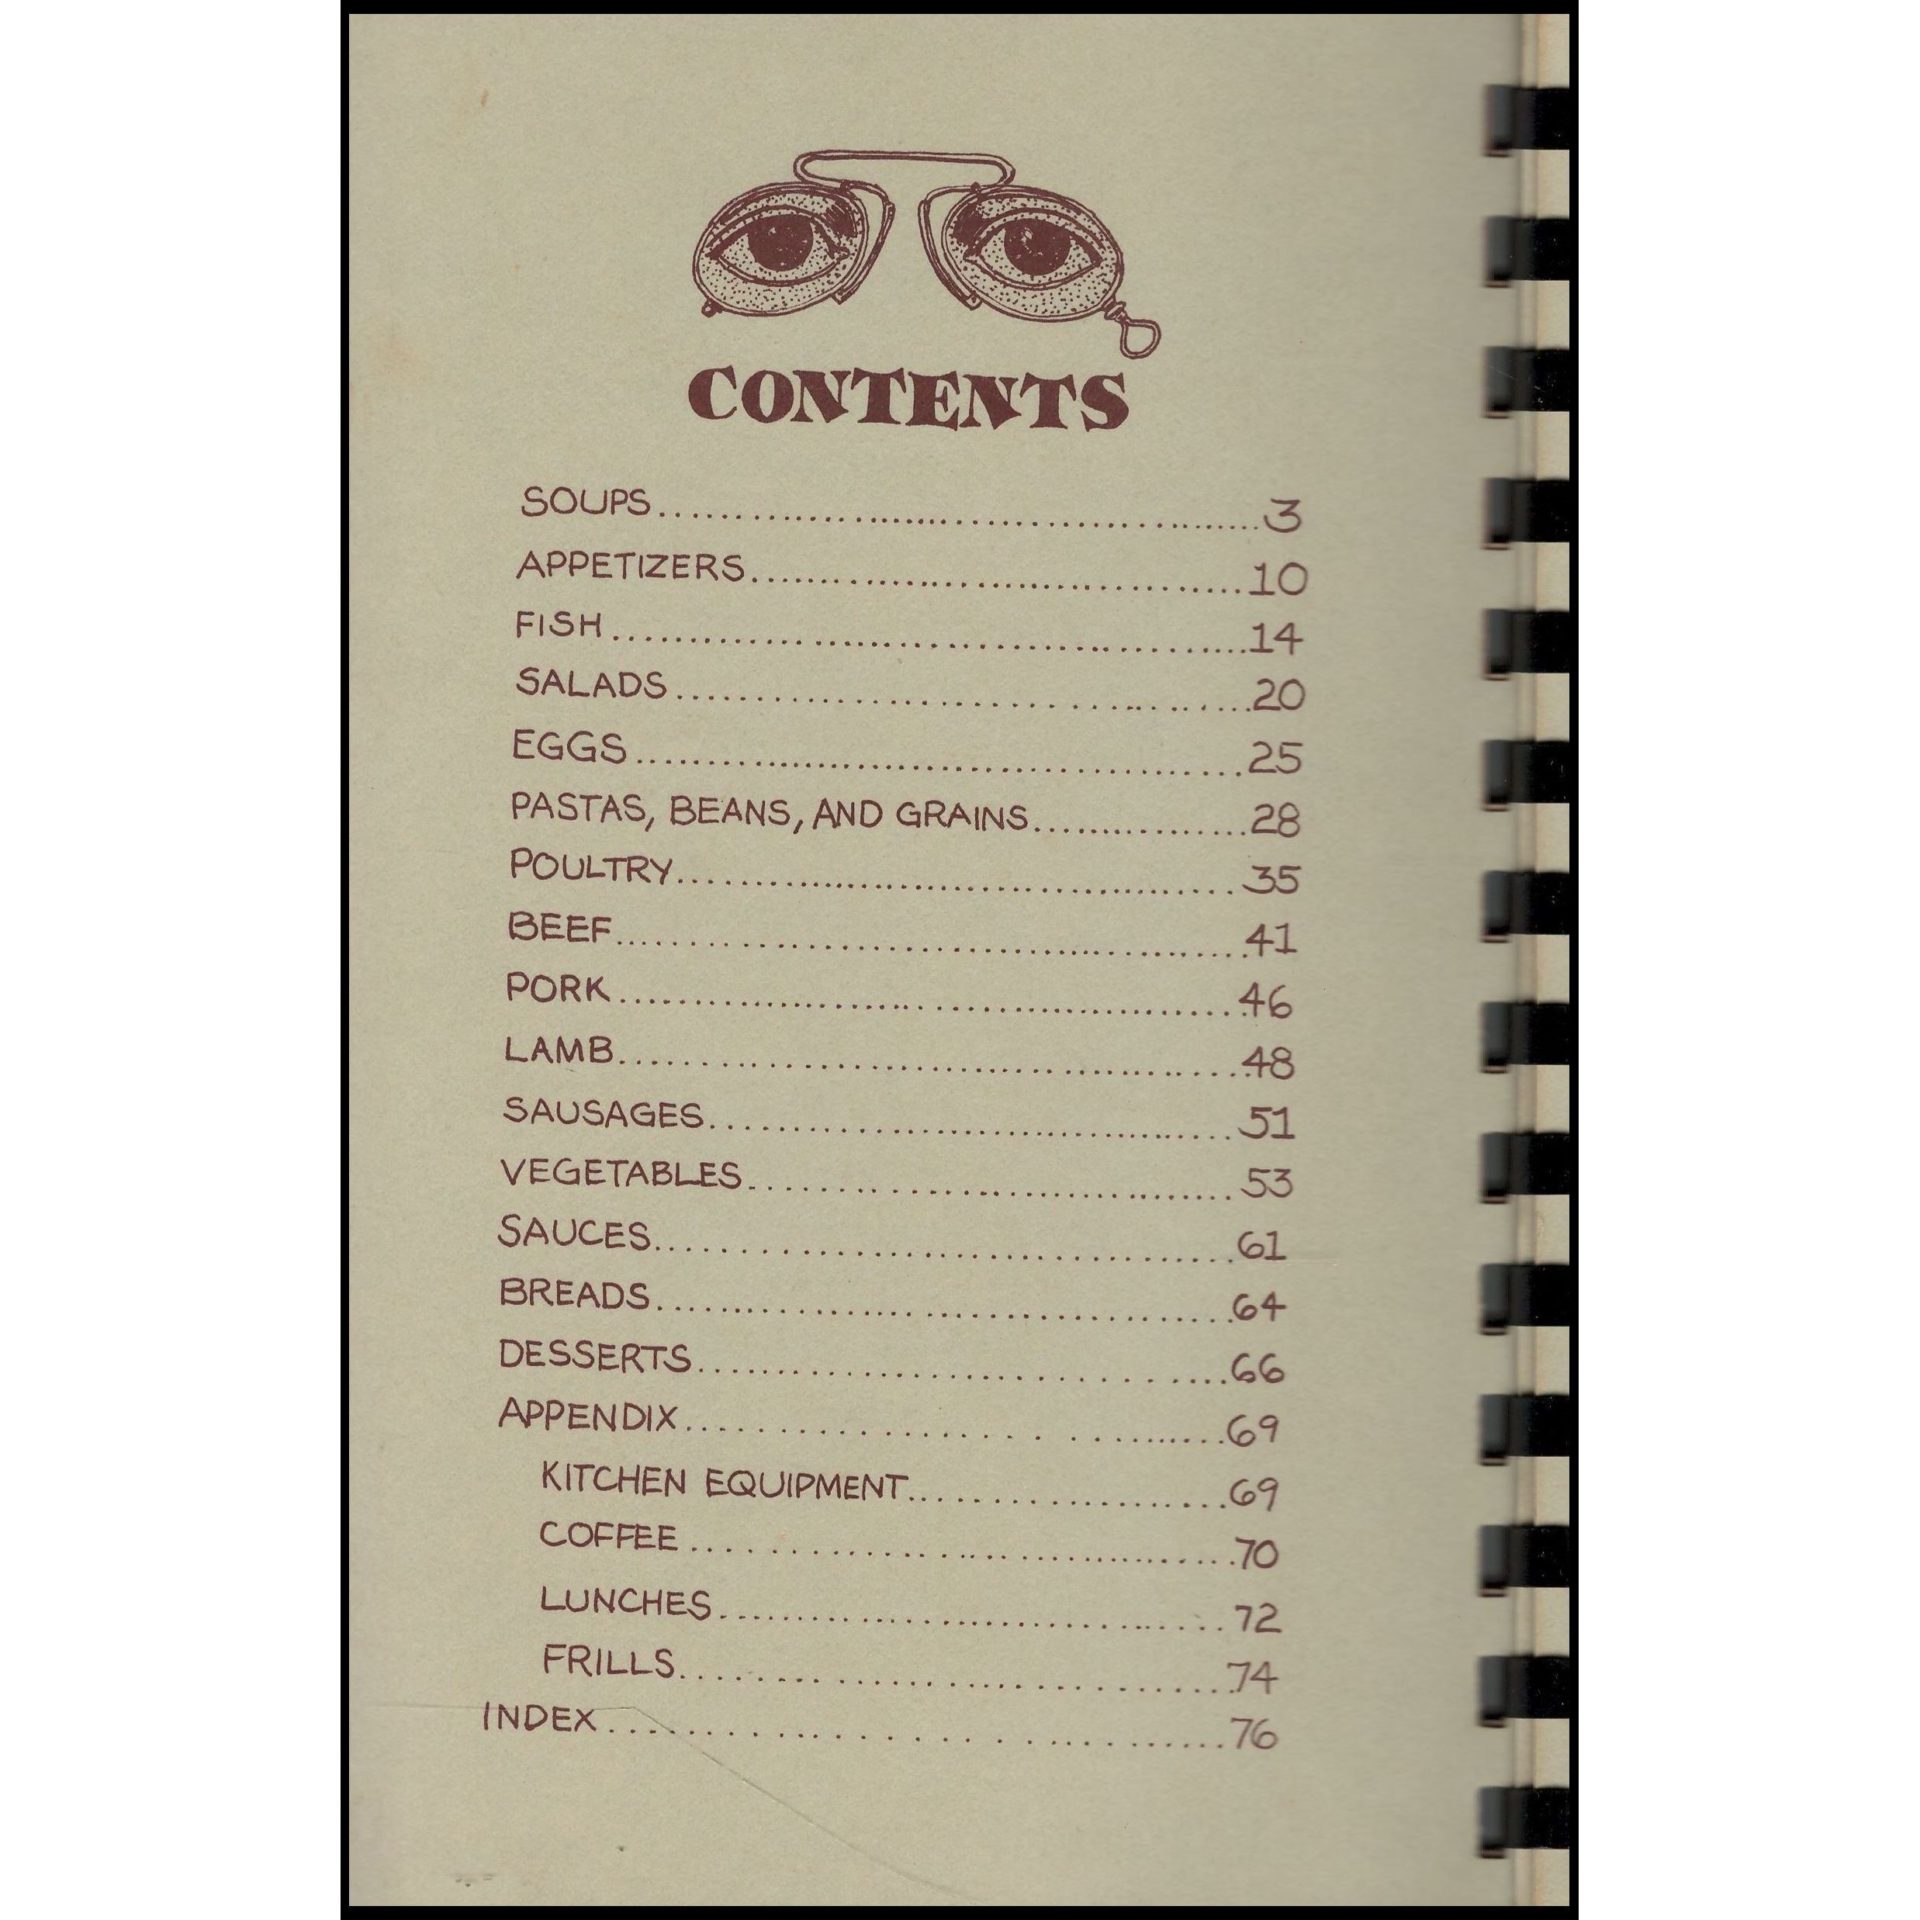 CONTENTS
SOUPS........................................3
APPETIZERS........................................10
FISH........................................14
SALADS........................................20
EGGS........................................25
PASTAS, BEANS, AND GRAINS..............28
POULTRY........................................35
BEEF........................................41
PORK........................................46
LAMB........................................48
SAUSAGES........................................51
VEGETABLES........................................53
SAUCES........................................61
BREADS........................................64
DESSERTS........................................66
APPENDIX........................................69
KITCHEN EQUIPMENT....................69
COFFEE..............................70
LUNCHES..............................72
FRILLS..............................74
INDEX........................................76